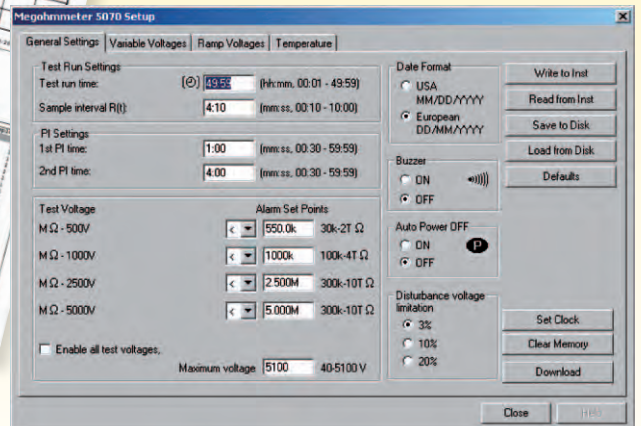 Megohmmeter 5070 Setup
General Settings Variable Voltages Ramp Voltages Temperature
Test Run Settings
Test run time: 49:59 (hh:mm, 00:01 - 49:59)
Sample interval R(t): 4:10 (mm:ss, 00:10 - 10:00)
PI Settings
1st PI time: 1:00 (mm:ss, 00:30 - 59:59)
2nd PI time: 4:00 (mm:ss, 00:30 - 59:59)
Test Voltage Alarm Set Points
MΩ - 500V < 550.0k 30k-2T Ω
MΩ - 1000V < 1000k 100k-4T Ω
MΩ - 2500V < 2.500M 300k-10T Ω
MΩ - 5000V < 5.000M 300k-10T Ω
Enable all test voltages,
Maximum voltage 5100 40-5100 V
Date Format
USA
MM/DD/YYYY
European
DD/MM/YYYY
Buzzer
ON
OFF
Auto Power OFF
ON P
OFF
Disturbance voltage
limitation
3%
10%
20%
Write to Inst
Read from Inst
Save to Disk
Load from Disk
Defaults
Set Clock
Clear Memory
Download
Close Help